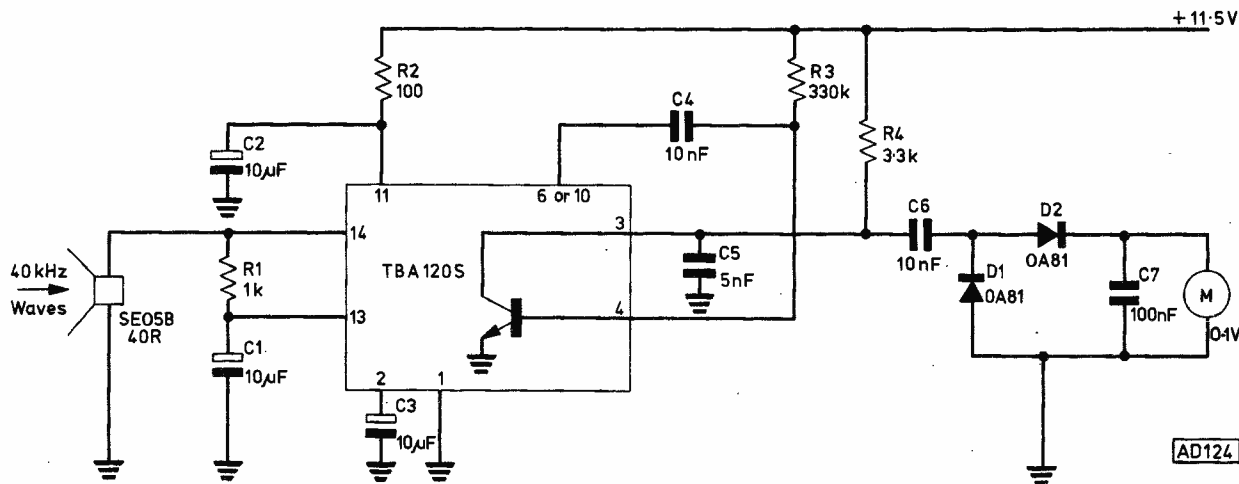 +11·5V
R2
100
C4
10nF
R3
330k
R4
3·3k
C2
10µF
11
6 or 10
14
3
C6
10nF
D2
0A81
40kHz
Waves
SE05B
40R
R1
1k
TBA120S
C5
5nF
D1
0A81
C7
100nF
M
0·1V
13
4
C1
10µF
2
1
C3
10µF
AD124